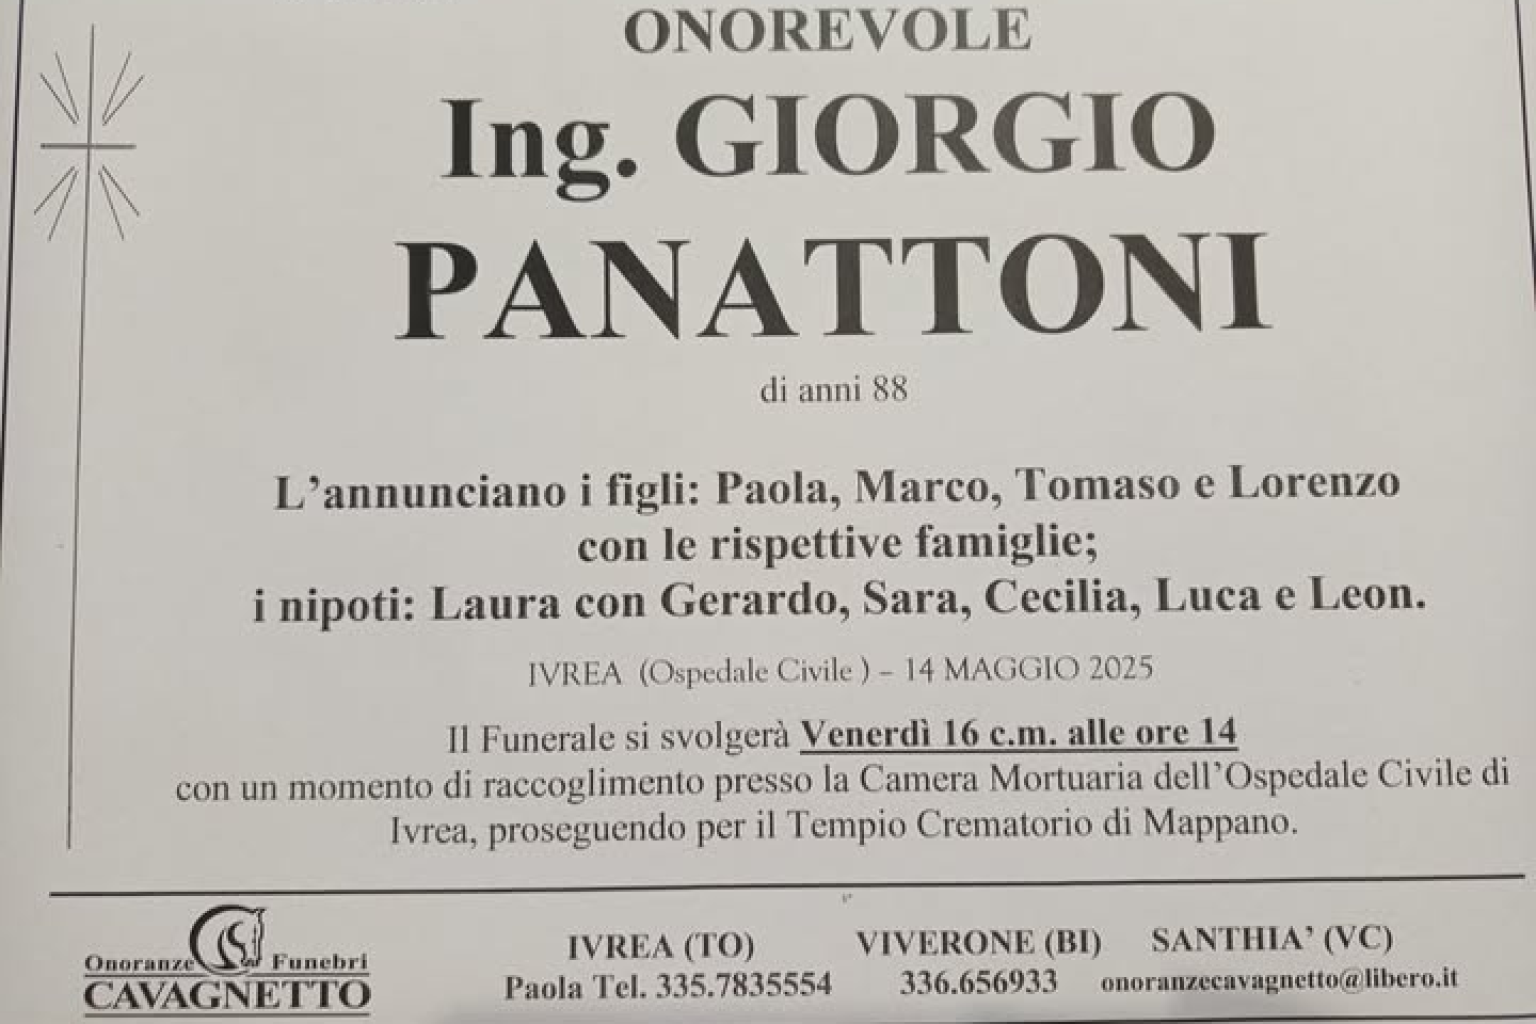 ONOREVOLE
Ing. GIORGIO
PANATTONI
di anni 88
L'annunciano i figli: Paola, Marco, Tomaso e Lorenzo
con le rispettive famiglie;
i nipoti: Laura con Gerardo, Sara, Cecilia, Luca e Leon.
IVREA (Ospedale Civile ) – 14 MAGGIO 2025
Il Funerale si svolgerà Venerdì 16 c.m. alle ore 14
con un momento di raccoglimento presso la Camera Mortuaria dell'Ospedale Civile di
Ivrea, proseguendo per il Tempio Crematorio di Mappano.
Onoranze Funebri
CAVAGNETTO
IVREA (TO) VIVERONE (BI) SANTHIA' (VC)
Paola Tel. 335.7835554 336.656933 onoranzecavagnetto@libero.it